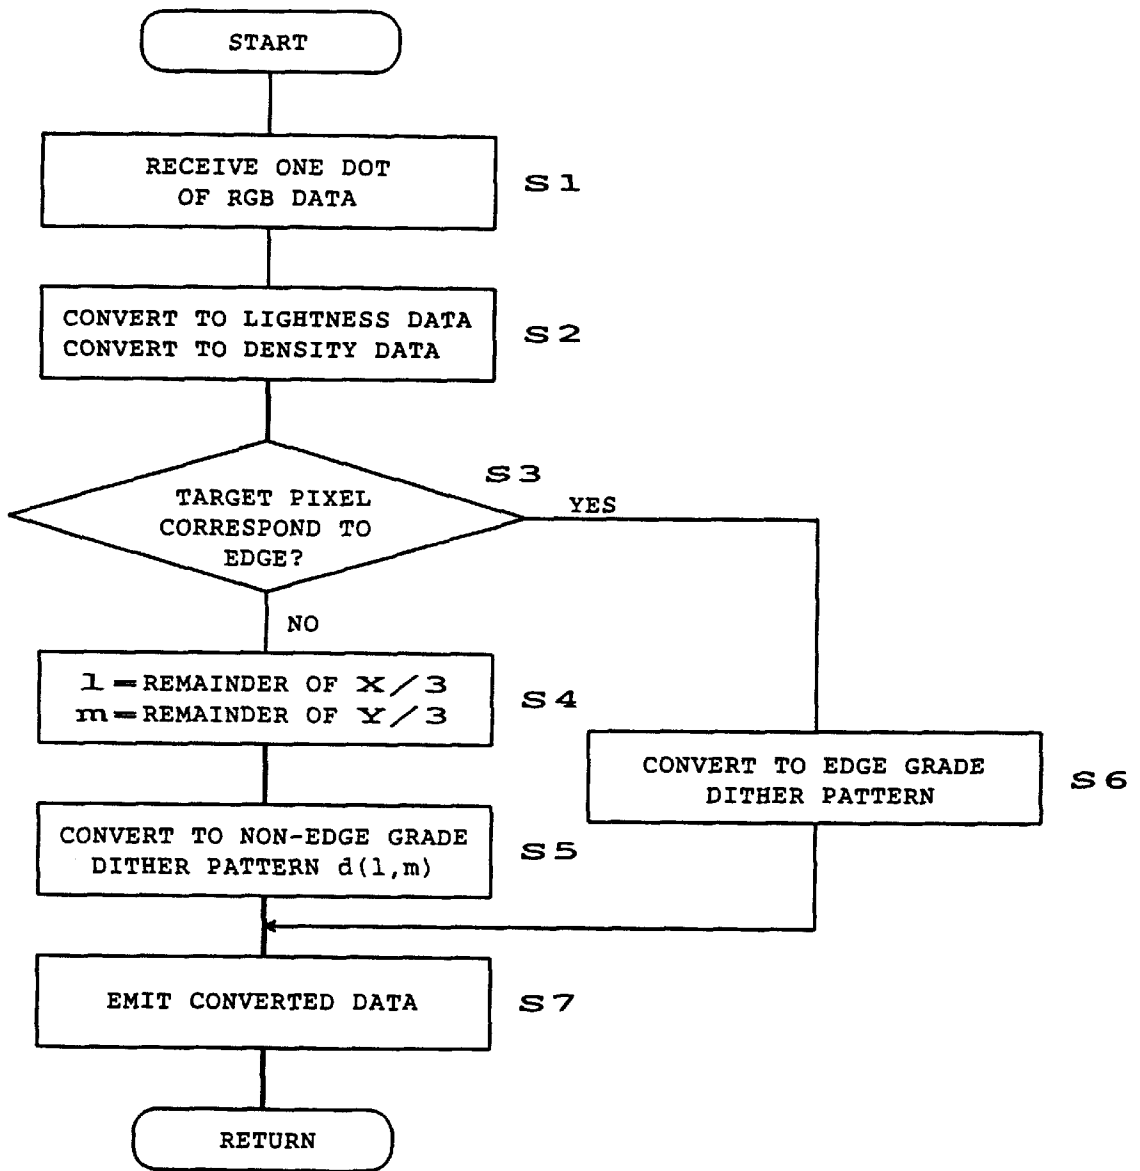 START
RECEIVE ONE DOT
OF RGB DATA
S1
CONVERT TO LIGHTNESS DATA
CONVERT TO DENSITY DATA
S2
S3
TARGET PIXEL
CORRESPOND TO
EDGE?
YES
NO
l=REMAINDER OF X/3
m=REMAINDER OF Y/3
S4
CONVERT TO EDGE GRADE
DITHER PATTERN
S6
CONVERT TO NON-EDGE GRADE
DITHER PATTERN d(l,m)
S5
EMIT CONVERTED DATA
S7
RETURN